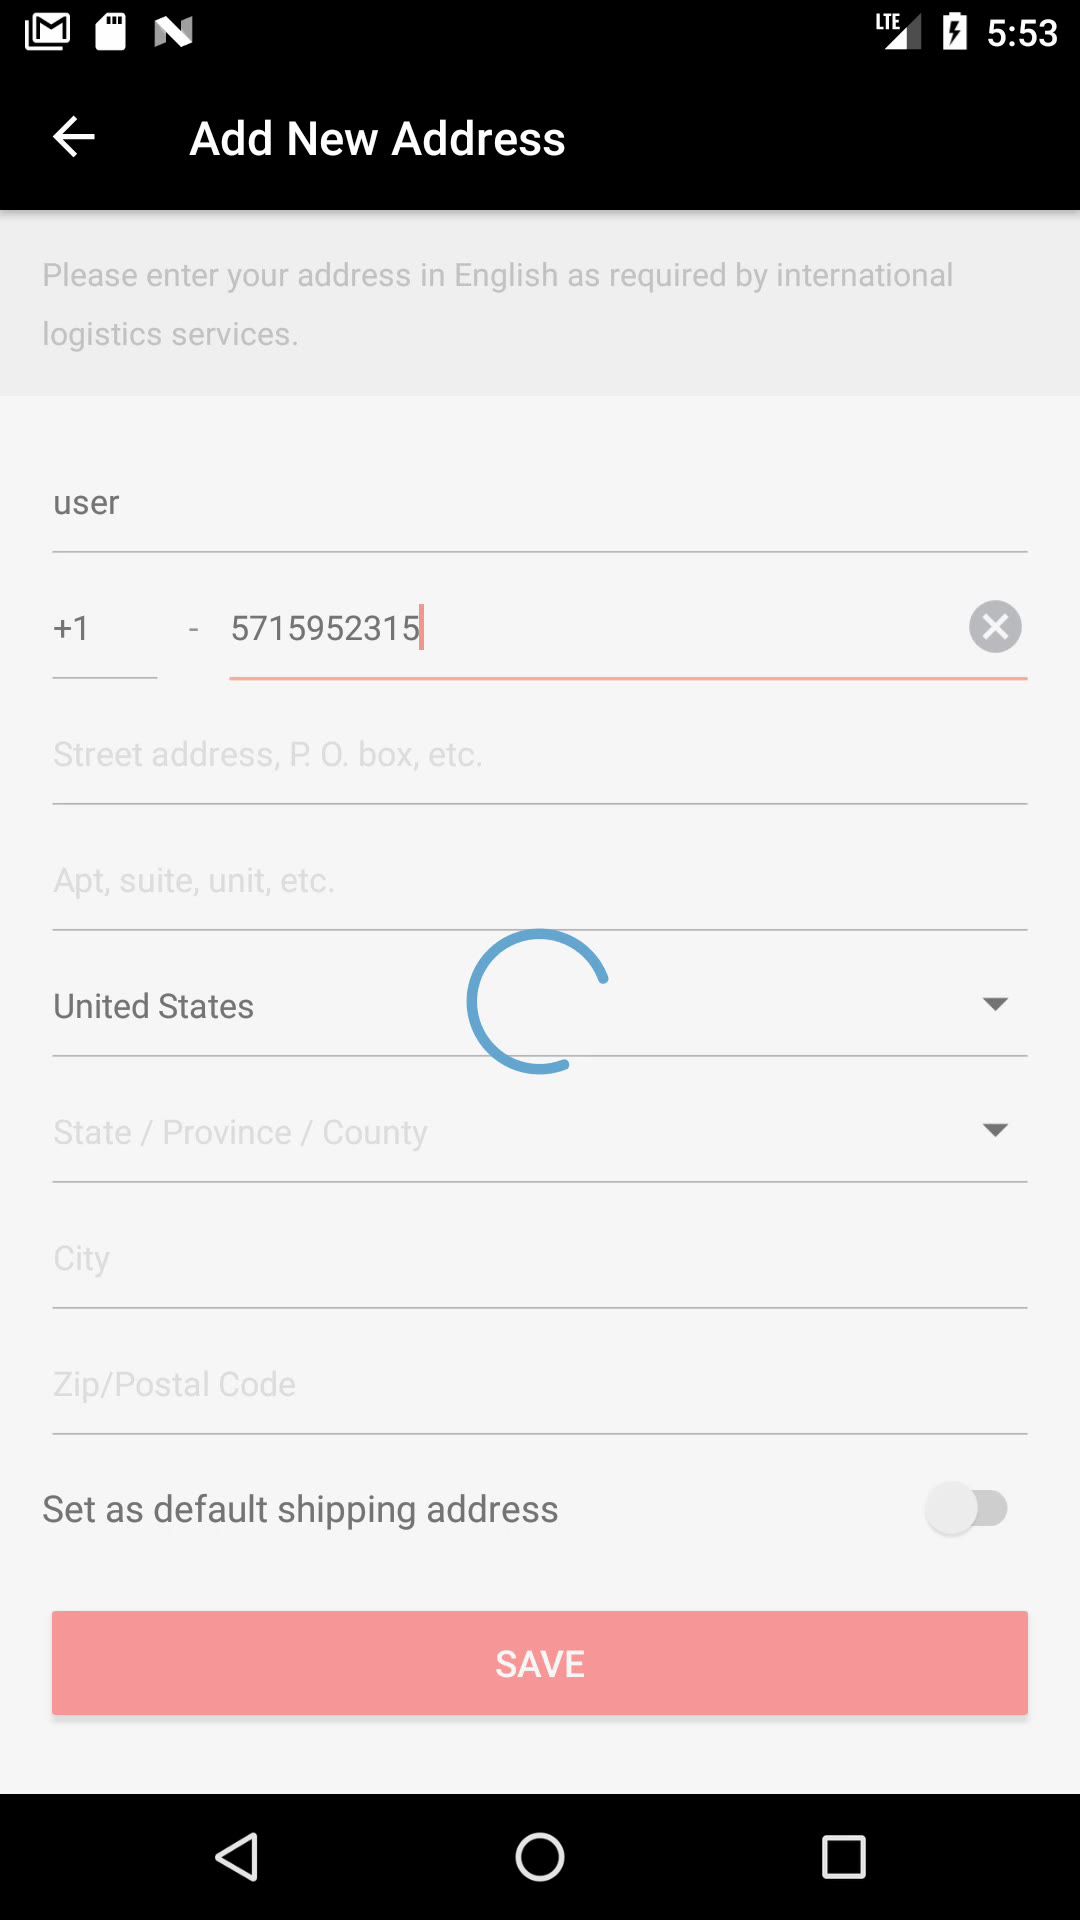 LTE 5:53
Add New Address
Please enter your address in English as required by international
logistics services.
user
+1 - 5715952315
Street address, P. O. box, etc.
Apt, suite, unit, etc.
United States
State / Province / County
City
Zip/Postal Code
Set as default shipping address
SAVE